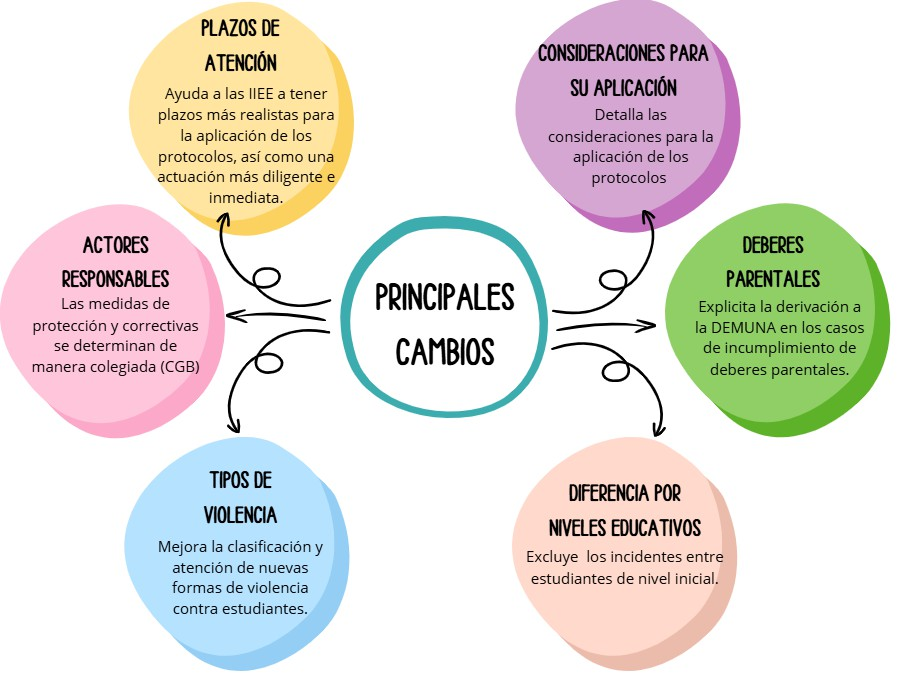 PLAZOS DE
ATENCIÓN
Ayuda a las IIEE a tener
plazos más realistas para
la aplicación de los
protocolos, así como una
actuación más diligente e
inmediata.
CONSIDERACIONES PARA
SU APLICACIÓN
Detalla las
consideraciones para la
aplicación de los
protocolos
ACTORES
RESPONSABLES
Las medidas de
protección y correctivas
se determinan de
manera colegiada (CGB)
PRINCIPALES
CAMBIOS
DEBERES
PARENTALES
Explicita la derivación a
la DEMUNA en los casos
de incumplimiento de
deberes parentales.
TIPOS DE
VIOLENCIA
Mejora la clasificación y
atención de nuevas
formas de violencia
contra estudiantes.
DIFERENCIA POR
NIVELES EDUCATIVOS
Excluye los incidentes entre
estudiantes de nivel inicial.